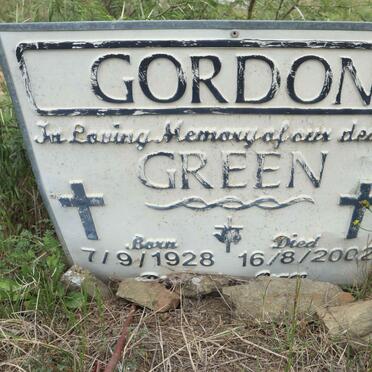 GORDON
In Loving Memory of our
GREEN
Born Died
7/9/1928 16/8/2002